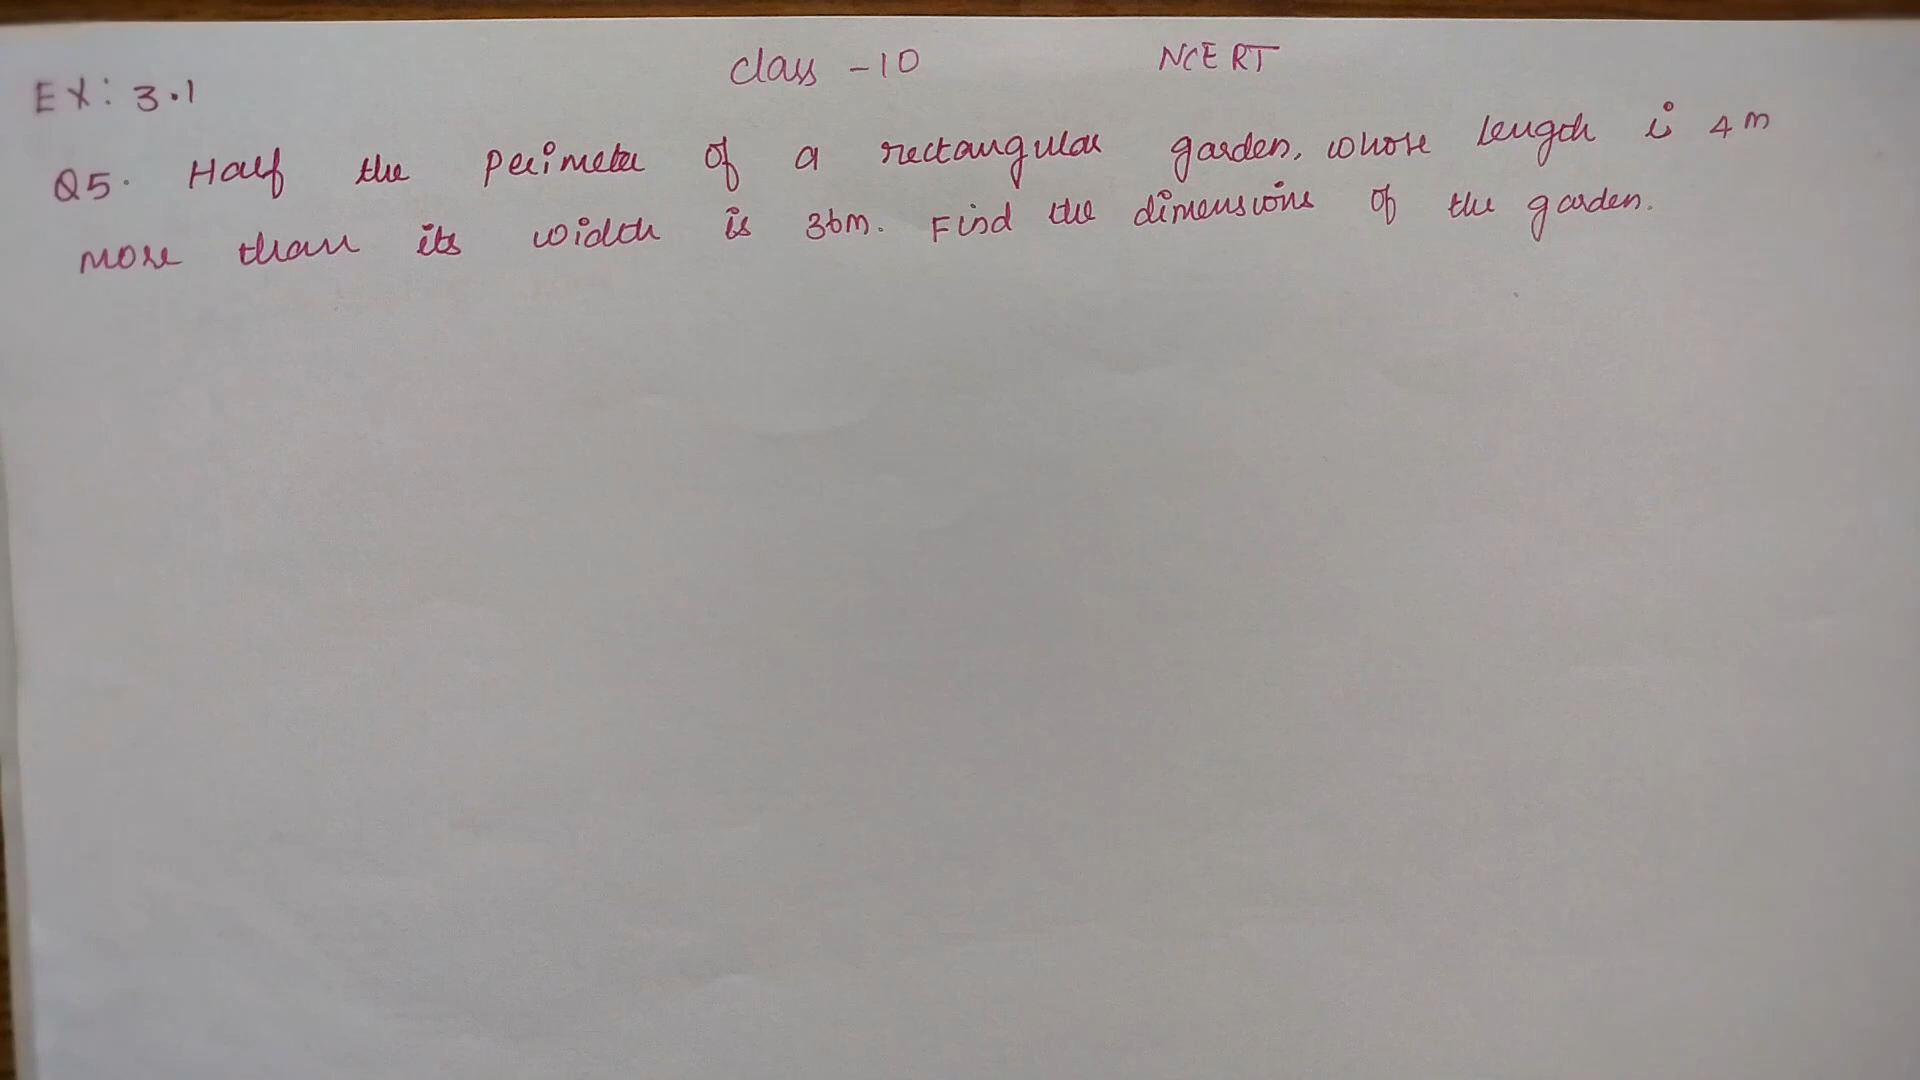 Class - 10 NCERT
EX: 3.1
Q5. Half the perimeter of a rectangular garden, whose length is 4 m
more than its width is 36m. Find the dimensions of the garden.